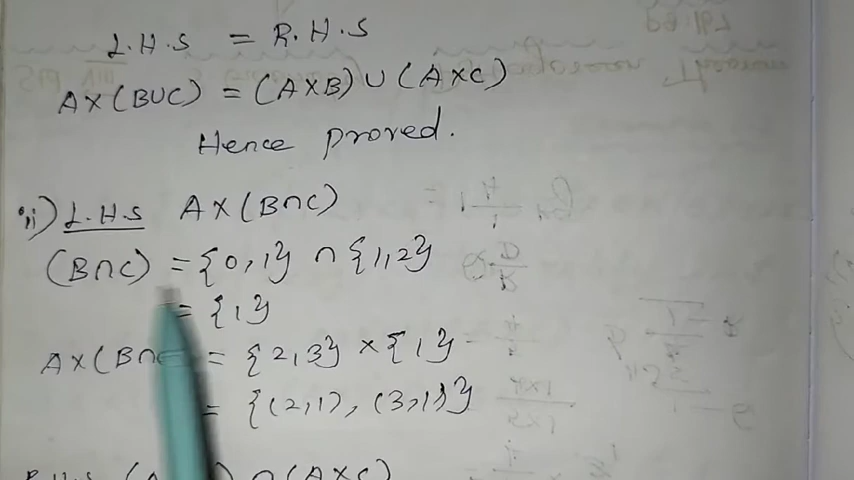 L.H.S = R.H.S
A×(B∪C) = (A×B) ∪ (A×C)
Hence proved.
ii) L.H.S A×(B∩C)
(B∩C) = {0,1} ∩ {1,2}
= {1}
A×(B∩C = {2,3} × {1}
= {(2,1), (3,1)}
R.H.S (A ) ∩ (A×C)